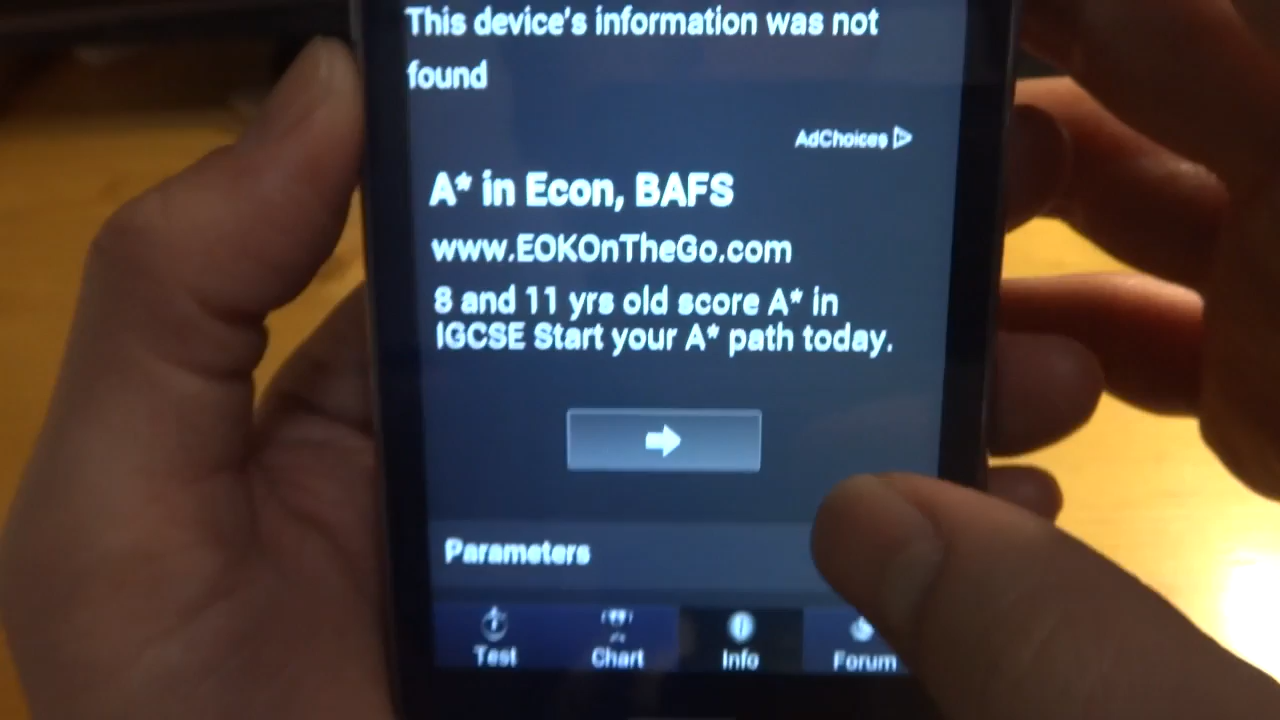 This device's information was not
found
AdChoices
A* in Econ, BAFS
www.EOKOnTheGo.com
8 and 11 yrs old score A* in
IGCSE Start your A* path today.
Parameters
Test Chart Info Forum